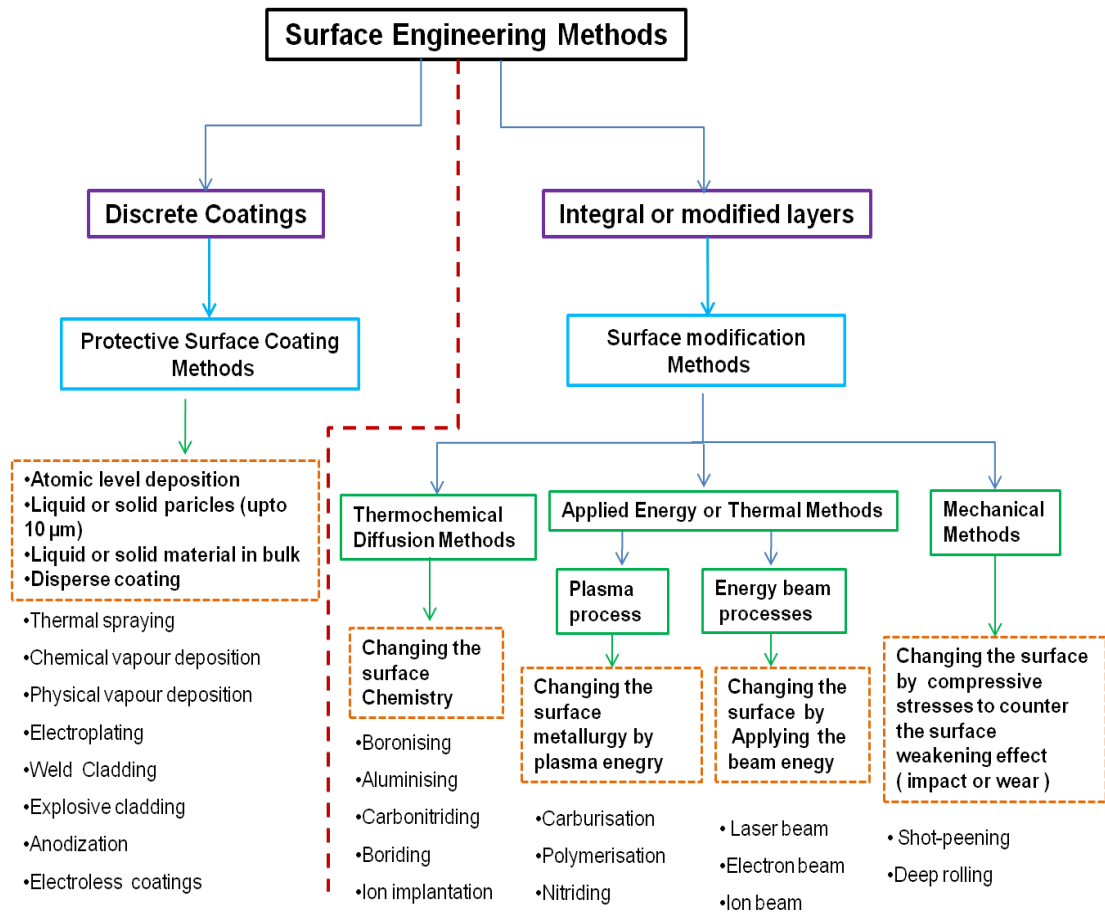 Surface Engineering Methods
Discrete Coatings
Integral or modified layers
Protective Surface Coating
Methods
Surface modification
Methods
•Atomic level deposition
•Liquid or solid paricles (upto
10 µm)
•Liquid or solid material in bulk
•Disperse coating
•Thermal spraying
•Chemical vapour deposition
•Physical vapour deposition
•Electroplating
•Weld Cladding
•Explosive cladding
•Anodization
•Electroless coatings
Thermochemical
Diffusion Methods
Changing the
surface
Chemistry
•Boronising
•Aluminising
•Carbonitriding
•Boriding
•Ion implantation
Applied Energy or Thermal Methods
Plasma
process
Changing the
surface
metallurgy by
plasma enegry
•Carburisation
•Polymerisation
•Nitriding
Energy beam
processes
Changing the
surface by
Applying the
beam enegy
•Laser beam
•Electron beam
•Ion beam
Mechanical
Methods
Changing the surface
by compressive
stresses to counter
the surface
weakening effect
( impact or wear )
•Shot-peening
•Deep rolling